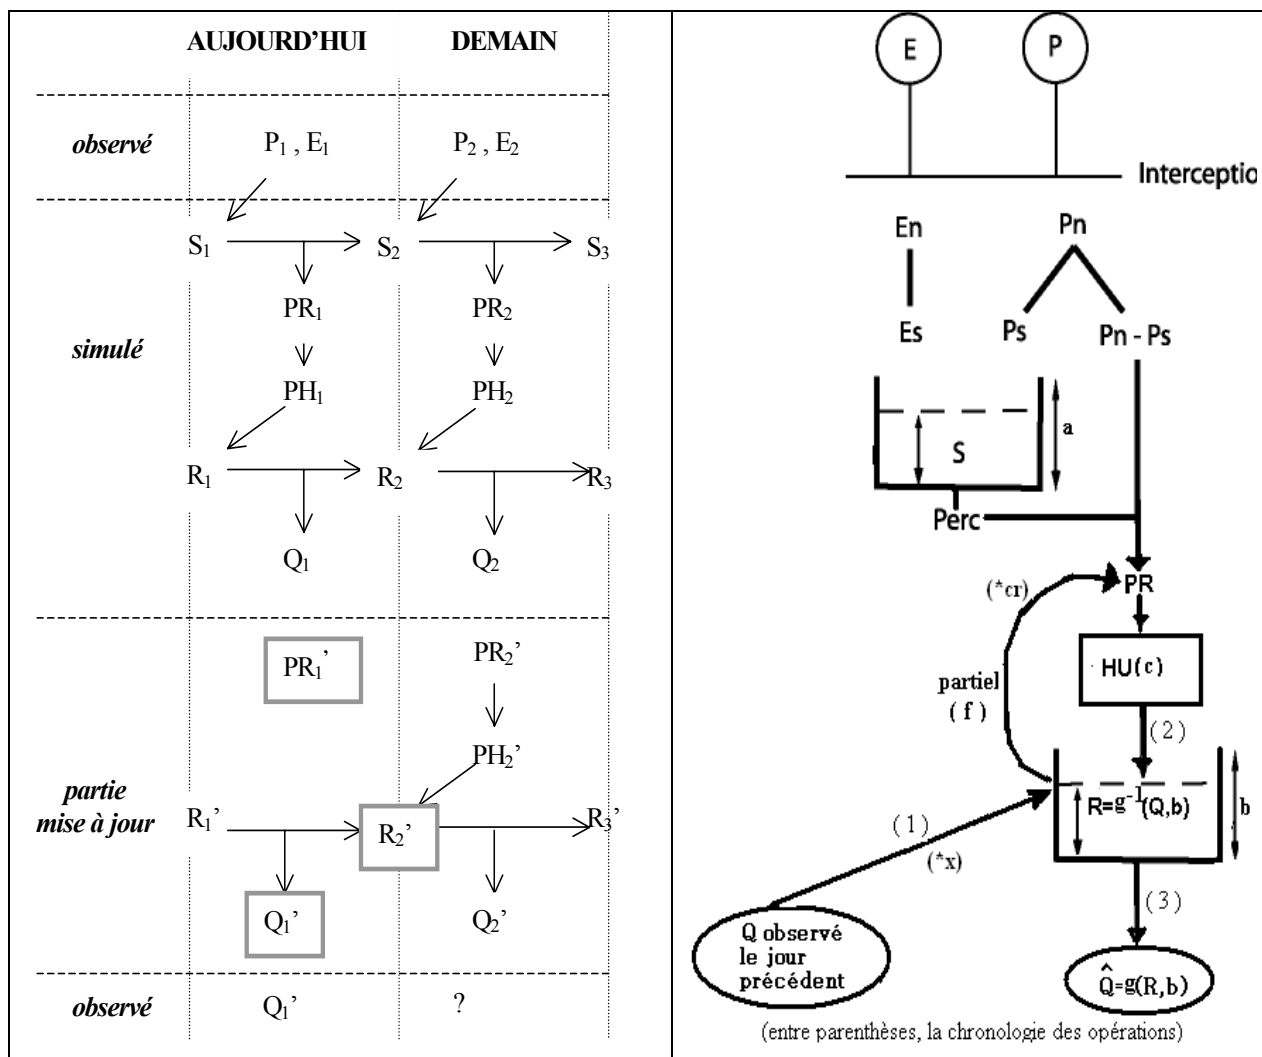 AUJOURD'HUI DEMAIN
observé P₁ , E₁ P₂ , E₂
S₁ S₂ S₃
PR₁ PR₂
simulé
PH₁ PH₂
R₁ R₂ R₃
Q₁ Q₂
PR₁' PR₂'
PH₂'
partie
mise à jour R₁' R₂' R₃'
Q₁' Q₂'
observé Q₁' ?
E P
Interceptio
En Pn
Es Ps Pn - Ps
a
S
Perc
(*cr) PR
HU(c)
partiel
( f )
(2)
R=g⁻¹(Q,b) b
(1)
(*x)
(3)
Q observé
le jour
précédent
Q̂=g(R,b)
(entre parenthèses, la chronologie des opérations)